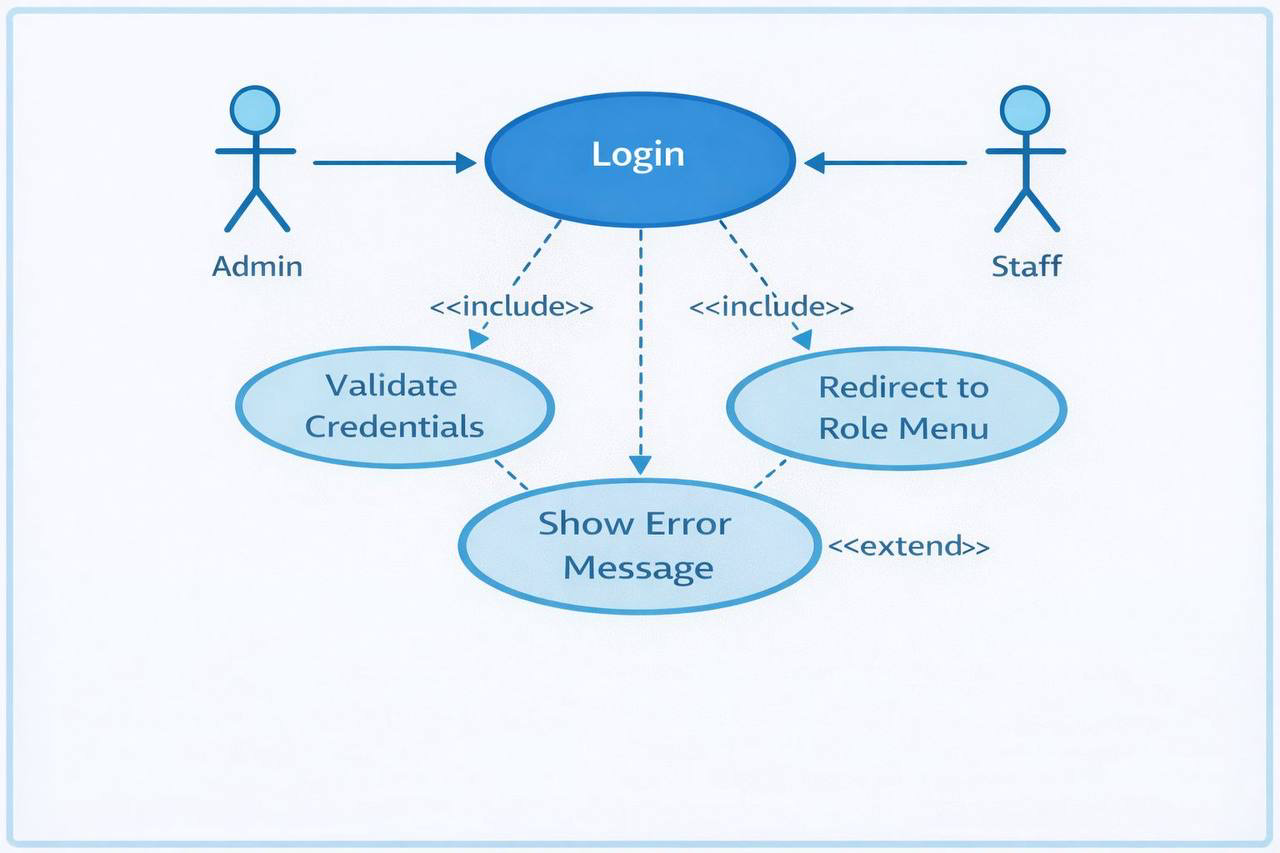 Login
Admin
Staff
<<include>>
<<include>>
Validate
Credentials
Redirect to
Role Menu
Show Error
Message
<<extend>>